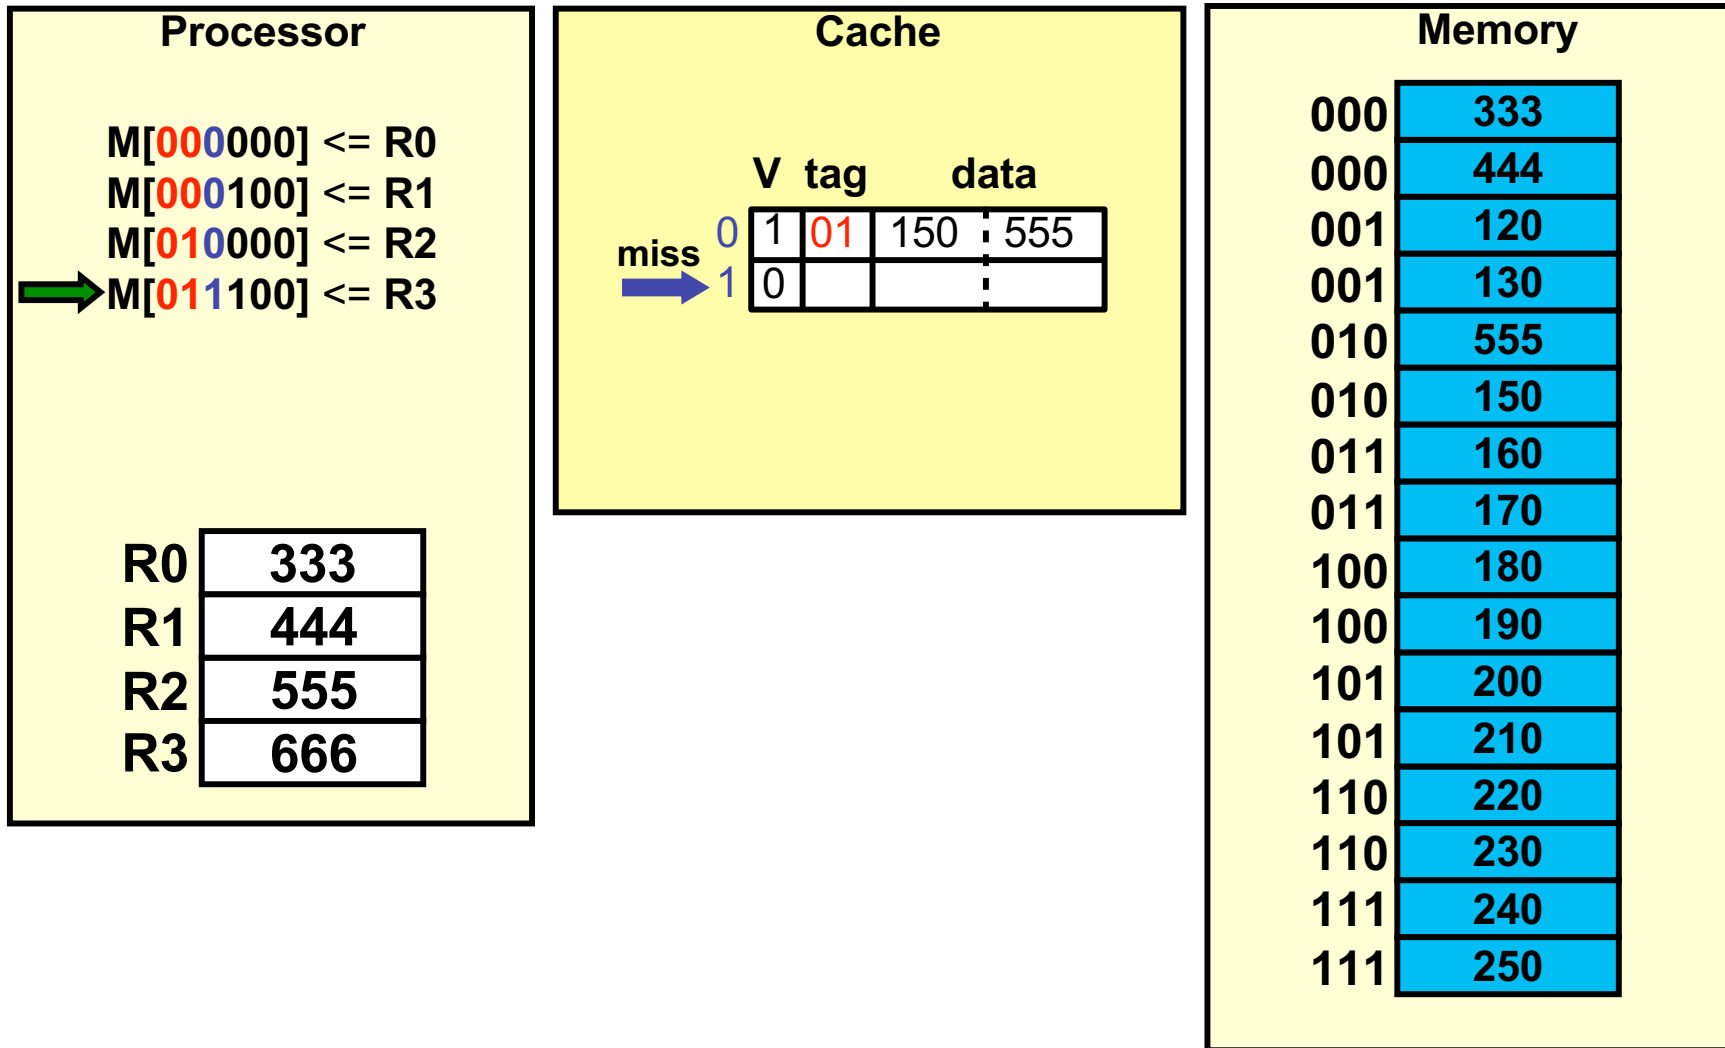 Processor
M[000000] <= R0
M[000100] <= R1
M[010000] <= R2
M[011100] <= R3
R0 333
R1 444
R2 555
R3 666
Cache
V tag data
0 1 01 150 555
miss 1 0
Memory
000 333
000 444
001 120
001 130
010 555
010 150
011 160
011 170
100 180
100 190
101 200
101 210
110 220
110 230
111 240
111 250